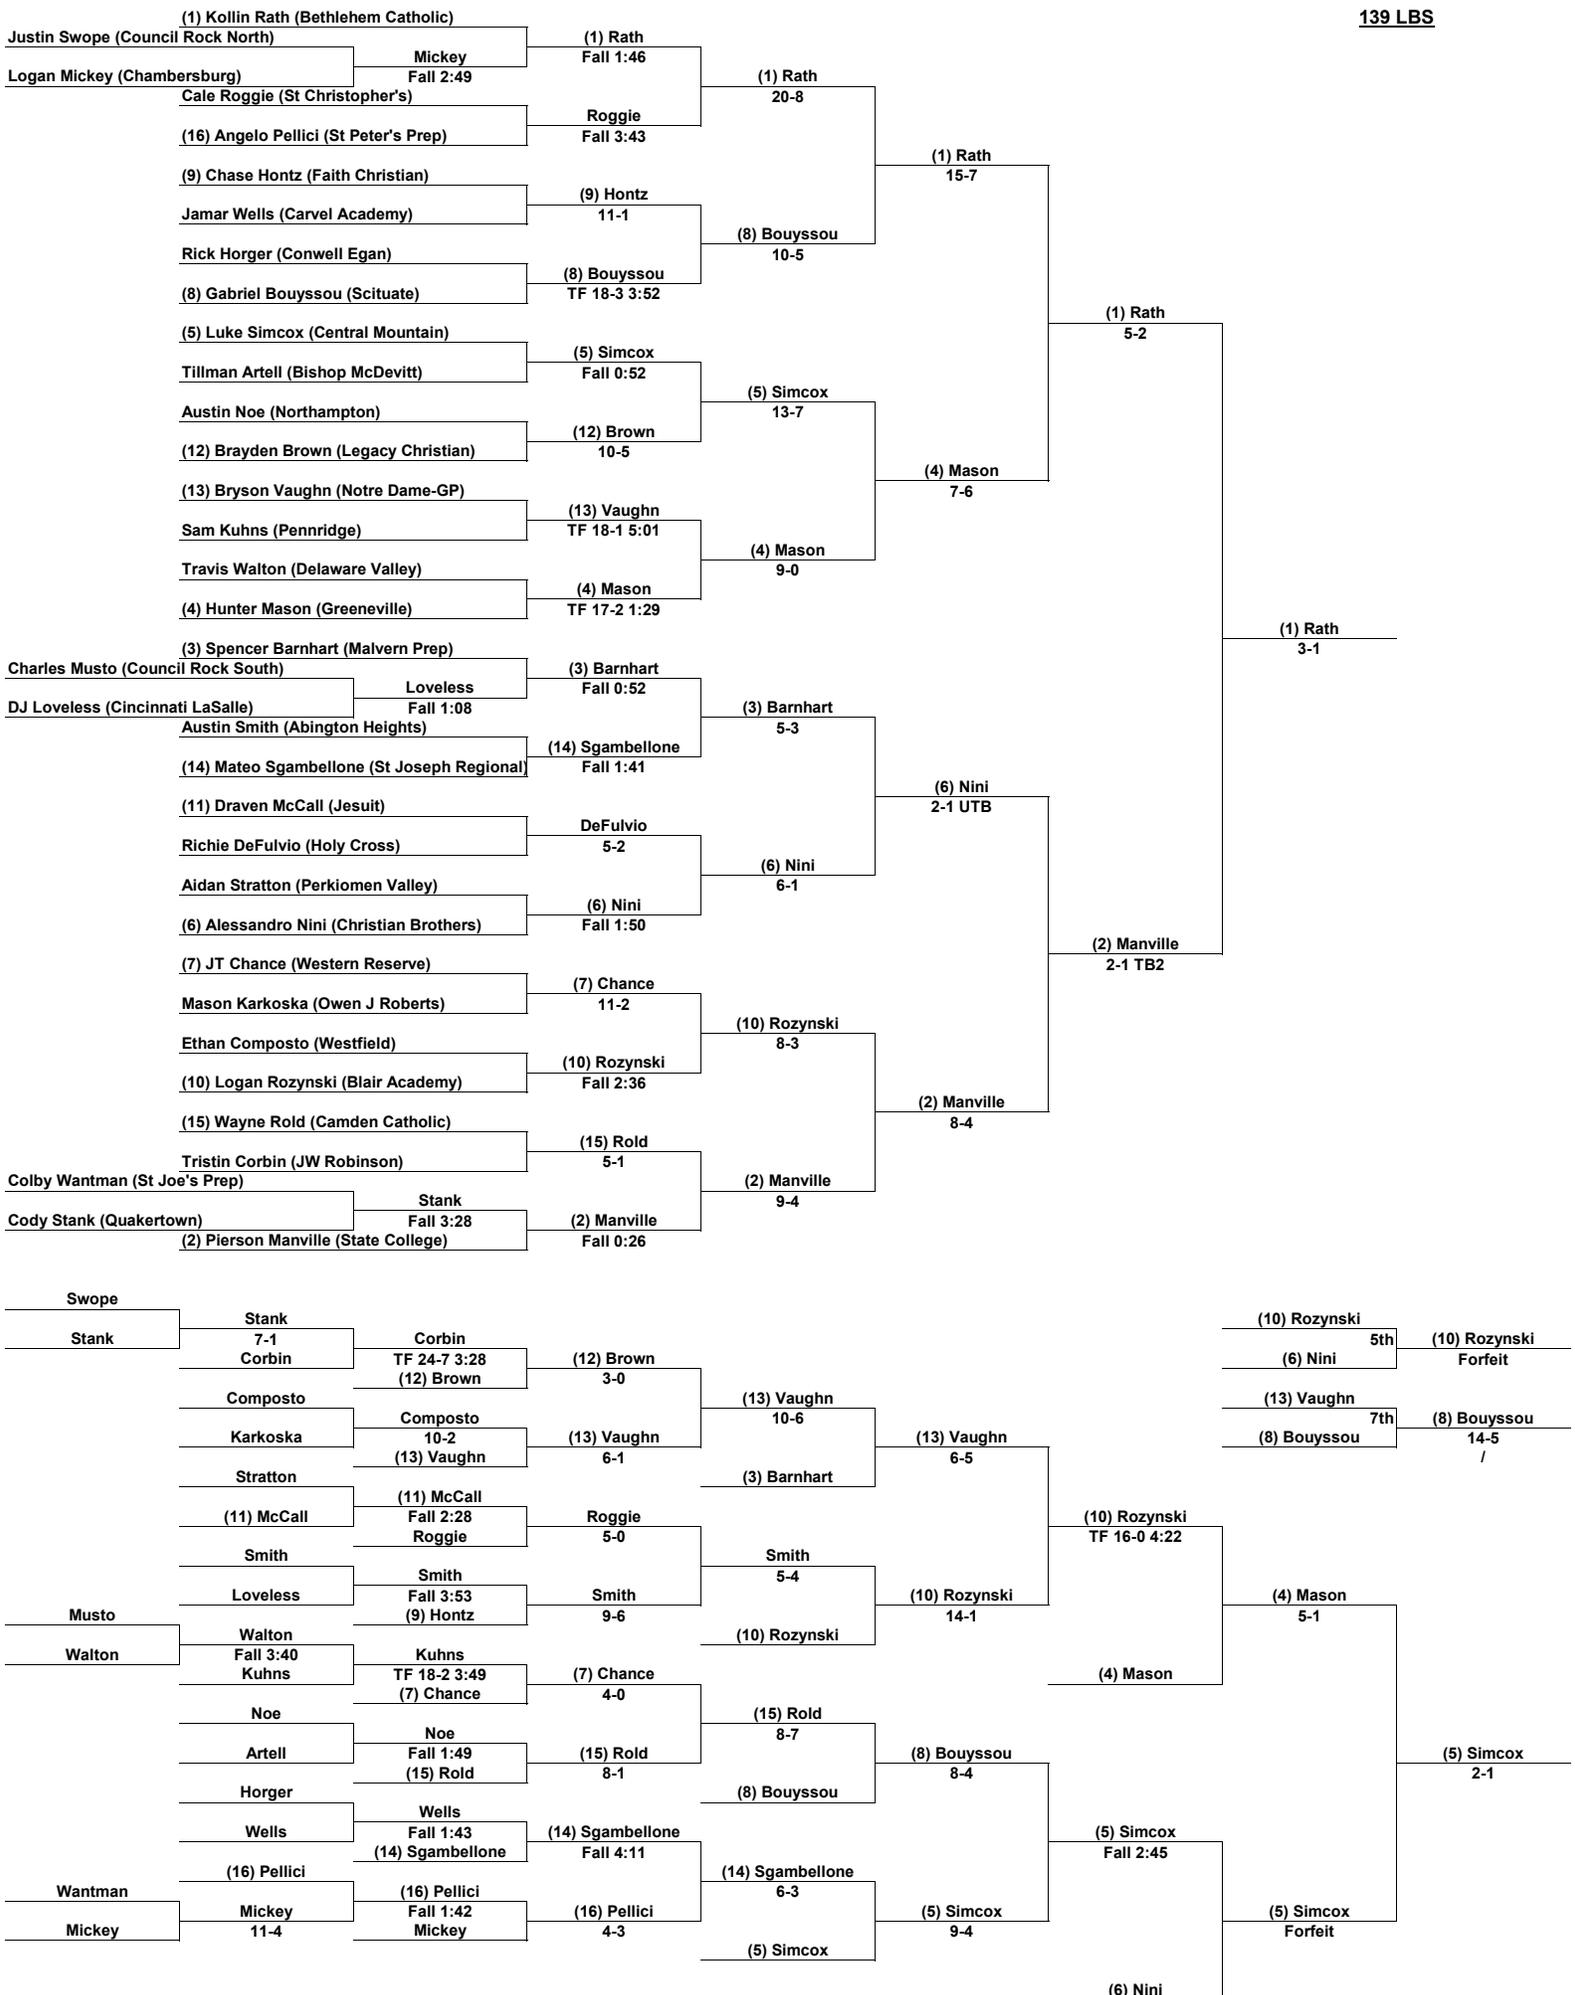 139 LBS
(1) Kollin Rath (Bethlehem Catholic)
Justin Swope (Council Rock North)
(1) Rath
Mickey
Fall 1:46
Logan Mickey (Chambersburg)
Fall 2:49
(1) Rath
Cale Roggie (St Christopher's)
20-8
Roggie
(16) Angelo Pellici (St Peter's Prep)
Fall 3:43
(1) Rath
(9) Chase Hontz (Faith Christian)
15-7
(9) Hontz
Jamar Wells (Carvel Academy)
11-1
(8) Bouyssou
Rick Horger (Conwell Egan)
10-5
(8) Bouyssou
(8) Gabriel Bouyssou (Scituate)
TF 18-3 3:52
(1) Rath
(5) Luke Simcox (Central Mountain)
5-2
(5) Simcox
Tillman Artell (Bishop McDevitt)
Fall 0:52
(5) Simcox
Austin Noe (Northampton)
13-7
(12) Brown
(12) Brayden Brown (Legacy Christian)
10-5
(4) Mason
(13) Bryson Vaughn (Notre Dame-GP)
7-6
(13) Vaughn
Sam Kuhns (Pennridge)
TF 18-1 5:01
(4) Mason
Travis Walton (Delaware Valley)
9-0
(4) Mason
(4) Hunter Mason (Greeneville)
TF 17-2 1:29
(1) Rath
(3) Spencer Barnhart (Malvern Prep)
3-1
Charles Musto (Council Rock South)
(3) Barnhart
Loveless
Fall 0:52
DJ Loveless (Cincinnati LaSalle)
Fall 1:08
(3) Barnhart
Austin Smith (Abington Heights)
5-3
(14) Sgambellone
(14) Mateo Sgambellone (St Joseph Regional)
Fall 1:41
(6) Nini
(11) Draven McCall (Jesuit)
2-1 UTB
DeFulvio
Richie DeFulvio (Holy Cross)
5-2
(6) Nini
Aidan Stratton (Perkiomen Valley)
6-1
(6) Nini
(6) Alessandro Nini (Christian Brothers)
Fall 1:50
(2) Manville
(7) JT Chance (Western Reserve)
2-1 TB2
(7) Chance
Mason Karkoska (Owen J Roberts)
11-2
(10) Rozynski
Ethan Composto (Westfield)
8-3
(10) Rozynski
(10) Logan Rozynski (Blair Academy)
Fall 2:36
(2) Manville
(15) Wayne Rold (Camden Catholic)
8-4
(15) Rold
Tristin Corbin (JW Robinson)
5-1
Colby Wantman (St Joe's Prep)
(2) Manville
Stank
9-4
Cody Stank (Quakertown)
Fall 3:28
(2) Manville
(2) Pierson Manville (State College)
Fall 0:26
Swope
Stank
(10) Rozynski
Stank
7-1
Corbin
5th
(10) Rozynski
Corbin
TF 24-7 3:28
(12) Brown
(6) Nini
Forfeit
(12) Brown
3-0
Composto
(13) Vaughn
(13) Vaughn
Composto
10-6
7th
(8) Bouyssou
Karkoska
10-2
(13) Vaughn
(13) Vaughn
(8) Bouyssou
14-5
(13) Vaughn
6-1
6-5
/
Stratton
(3) Barnhart
(11) McCall
(11) McCall
Fall 2:28
Roggie
(10) Rozynski
Roggie
5-0
TF 16-0 4:22
Smith
Smith
Smith
5-4
Loveless
Fall 3:53
Smith
(10) Rozynski
(4) Mason
Musto
(9) Hontz
9-6
14-1
5-1
Walton
(10) Rozynski
Walton
Fall 3:40
Kuhns
Kuhns
TF 18-2 3:49
(7) Chance
(4) Mason
(7) Chance
4-0
Noe
(15) Rold
Noe
8-7
Artell
Fall 1:49
(15) Rold
(8) Bouyssou
(5) Simcox
(15) Rold
8-1
8-4
2-1
Horger
(8) Bouyssou
Wells
Wells
Fall 1:43
(14) Sgambellone
(5) Simcox
(14) Sgambellone
Fall 4:11
Fall 2:45
(16) Pellici
(14) Sgambellone
Wantman
(16) Pellici
6-3
Mickey
Fall 1:42
(16) Pellici
(5) Simcox
(5) Simcox
Mickey
11-4
Mickey
4-3
9-4
Forfeit
(5) Simcox
(6) Nini